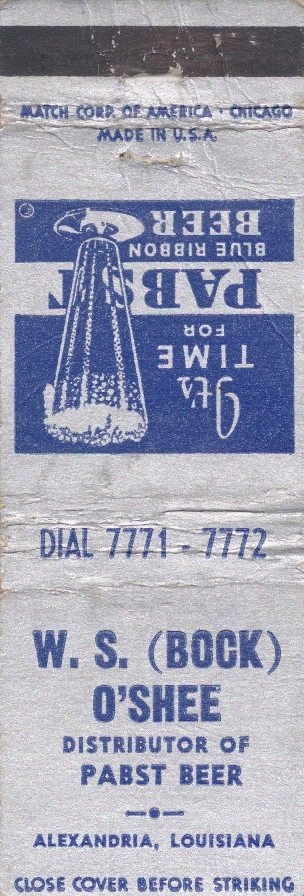 MATCH CORP. OF AMERICA · CHICAGO
MADE IN U.S.A.
It's
TIME
FOR
PABST
BLUE RIBBON
BEER
DIAL 7771 - 7772
W. S. (BOCK)
O'SHEE
DISTRIBUTOR OF
PABST BEER
ALEXANDRIA, LOUISIANA
CLOSE COVER BEFORE STRIKING